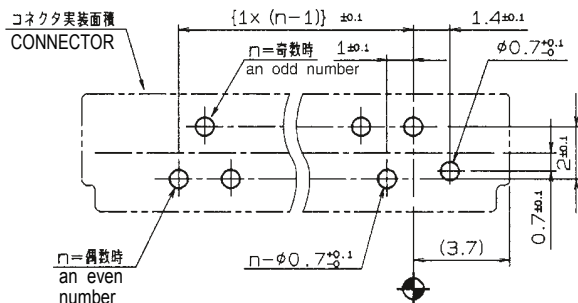 コネクタ実装面積
CONNECTOR
{1× (n-1)} ±0.1
1.4±0.1
n=奇数時
an odd number
1±0.1
φ0.7+0.1 -0
2±0.1
0.7±0.1
n=偶数時
an even
number
n-φ0.7+0.1 -0
(3.7)